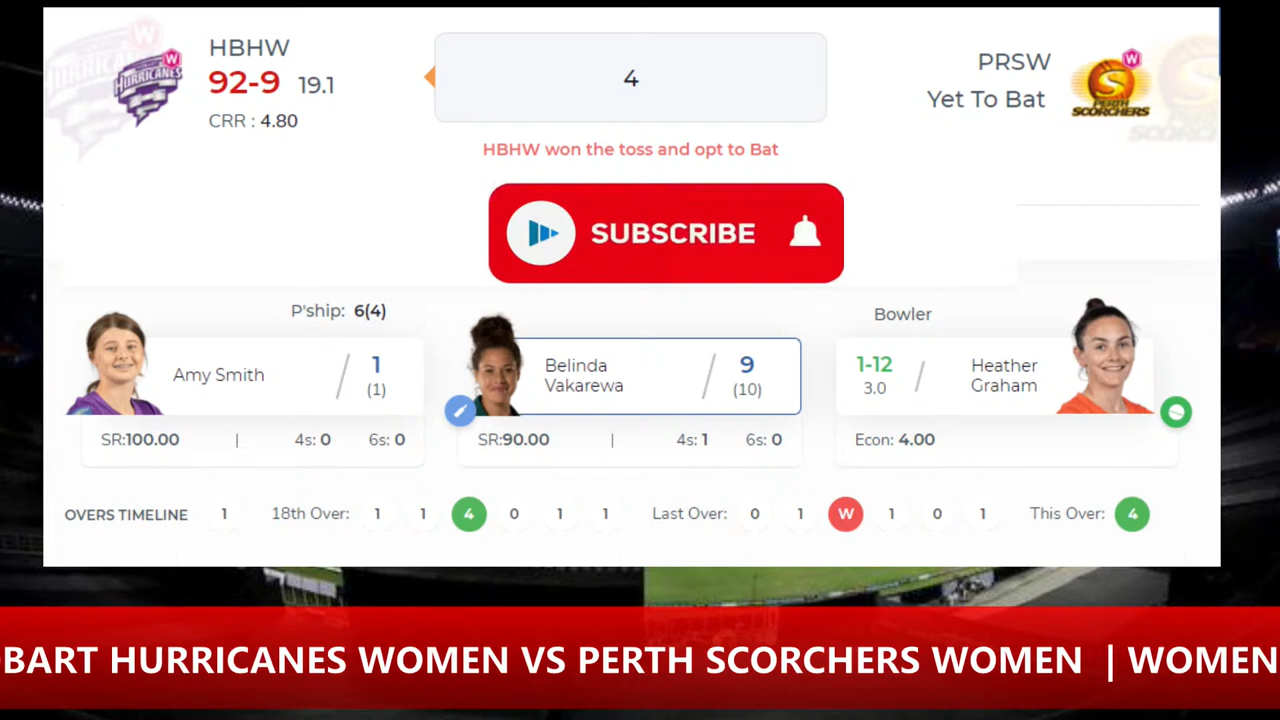 HBHW
92-9 19.1
CRR : 4.80
HURRICANES
W
4
HBHW won the toss and opt to Bat
PRSW
Yet To Bat
W
PERTH
SCORCHERS
SUBSCRIBE
P'ship: 6(4)
Amy Smith / 1
(1)
SR:100.00 | 4s: 0 6s: 0
Belinda
Vakarewa / 9
(10)
SR:90.00 | 4s: 1 6s: 0
Bowler
1-12
3.0 / Heather
Graham
Econ: 4.00
OVERS TIMELINE 1 18th Over: 1 1 4 0 1 1 Last Over: 0 1 W 1 0 1 This Over: 4
BART HURRICANES WOMEN VS PERTH SCORCHERS WOMEN | WOMEN